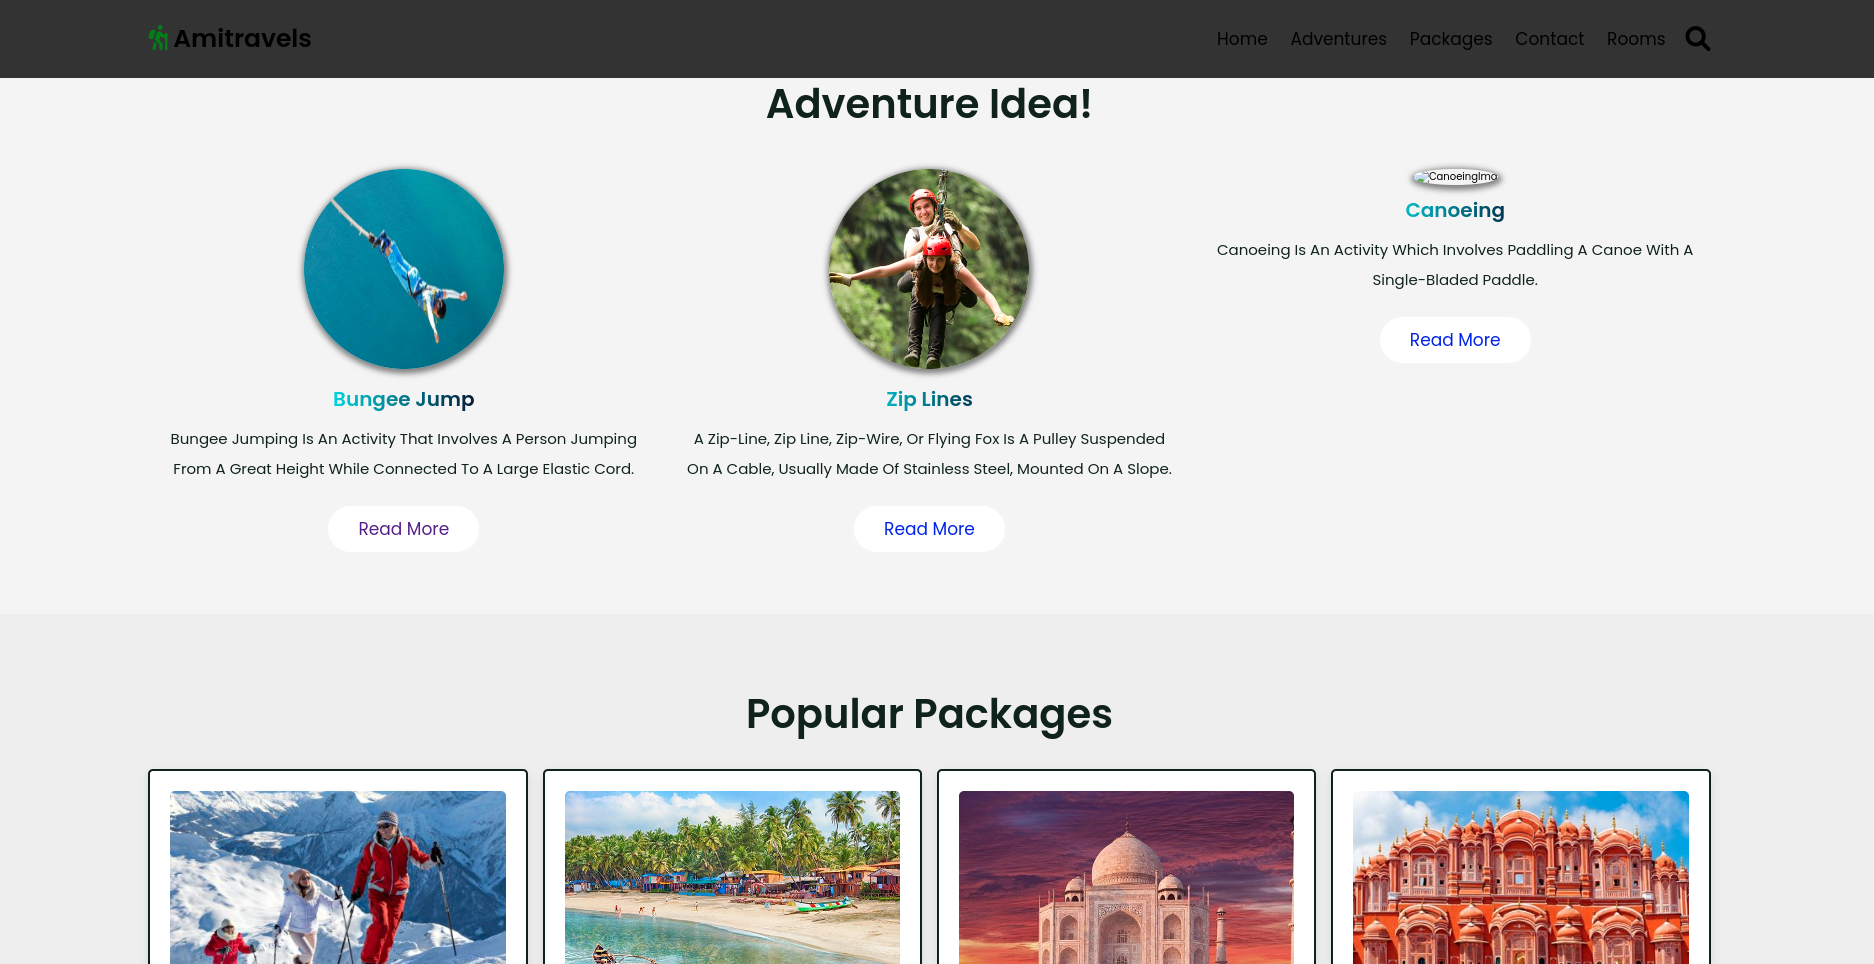 Amitravels
Home Adventures Packages Contact Rooms
Adventure Idea!
Bungee Jump
Bungee Jumping Is An Activity That Involves A Person Jumping
From A Great Height While Connected To A Large Elastic Cord.
Read More
Zip Lines
A Zip-Line, Zip Line, Zip-Wire, Or Flying Fox Is A Pulley Suspended
On A Cable, Usually Made Of Stainless Steel, Mounted On A Slope.
Read More
CanoeingIma
Canoeing
Canoeing Is An Activity Which Involves Paddling A Canoe With A
Single-Bladed Paddle.
Read More
Popular Packages